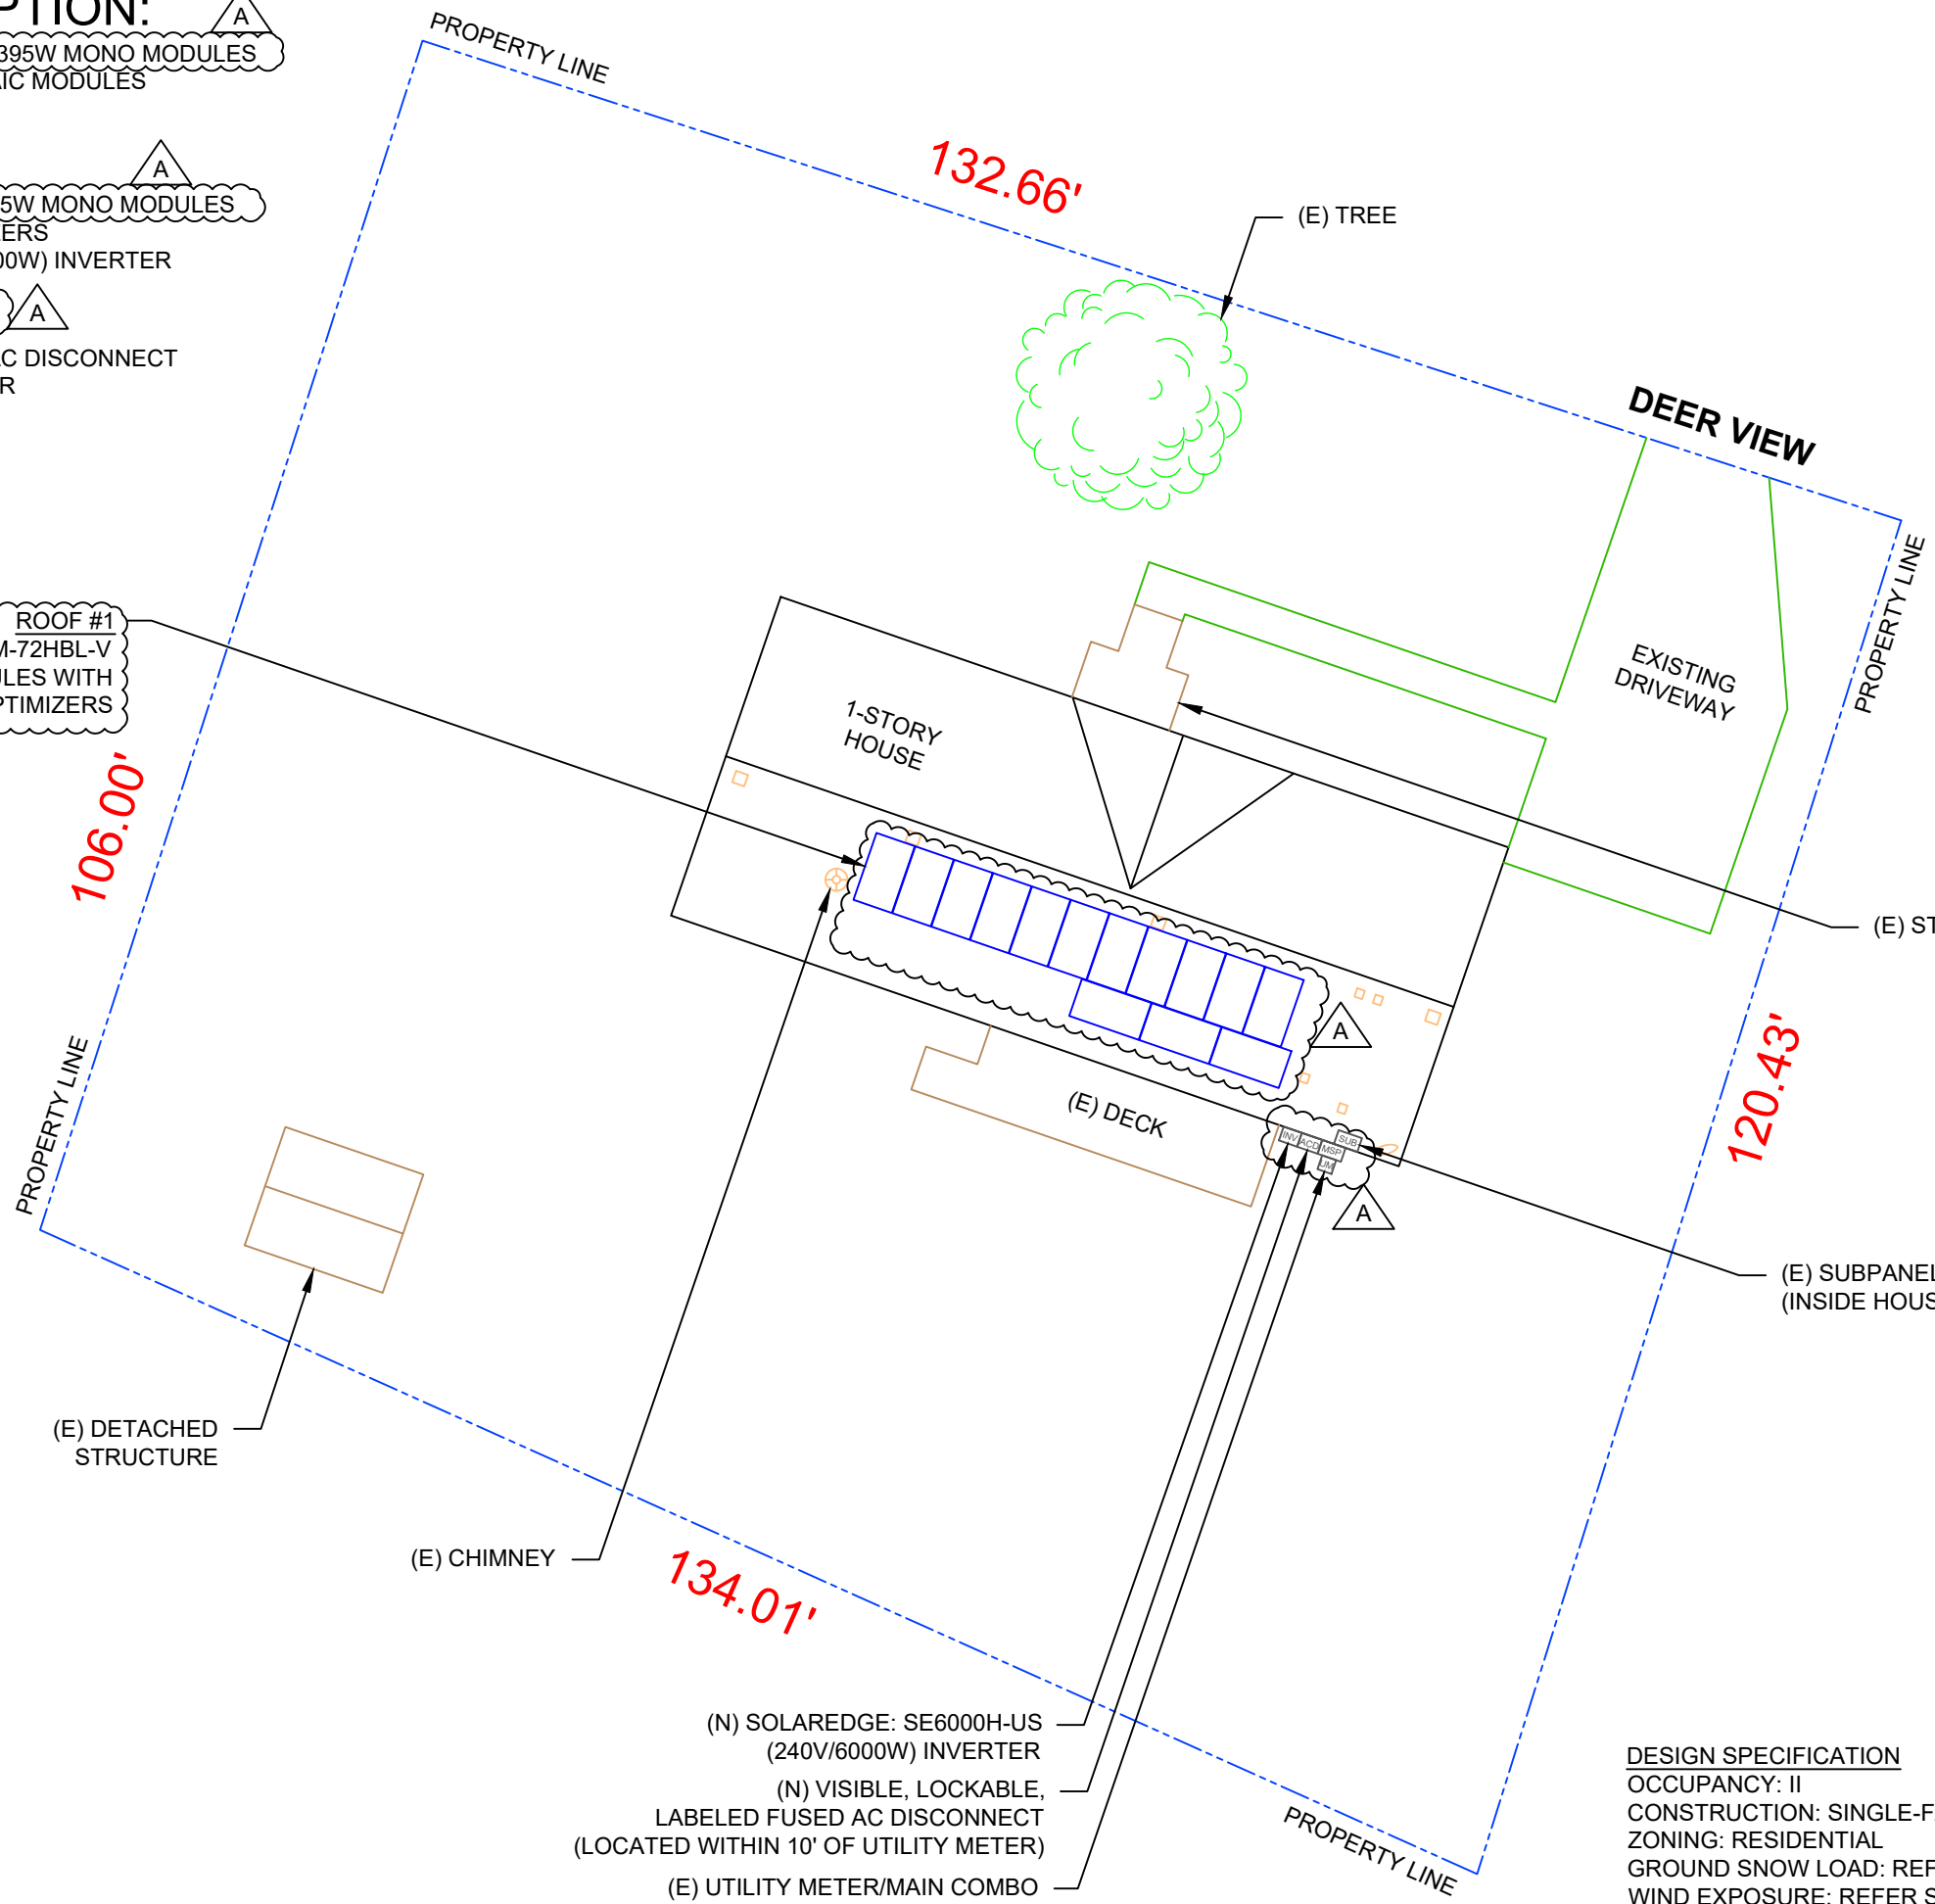 PTION:
A
395W MONO MODULES
AIC MODULES
A
5W MONO MODULES
ERS
00W) INVERTER
A
AC DISCONNECT
R
PROPERTY LINE
132.66'
(E) TREE
DEER VIEW
PROPERTY LINE
EXISTING
DRIVEWAY
ROOF #1
M-72HBL-V
ULES WITH
PTIMIZERS
1-STORY
HOUSE
106.00'
(E) ST
A
120.43'
PROPERTY LINE
(E) DECK
INV
ACD
MSP
SUB
UM
A
(E) SUBPANEL
(INSIDE HOUS
(E) DETACHED
STRUCTURE
(E) CHIMNEY
134.01'
(N) SOLAREDGE: SE6000H-US
(240V/6000W) INVERTER
(N) VISIBLE, LOCKABLE,
LABELED FUSED AC DISCONNECT
(LOCATED WITHIN 10' OF UTILITY METER)
(E) UTILITY METER/MAIN COMBO
PROPERTY LINE
DESIGN SPECIFICATION
OCCUPANCY: II
CONSTRUCTION: SINGLE-F
ZONING: RESIDENTIAL
GROUND SNOW LOAD: REF
WIND EXPOSURE: REFER S